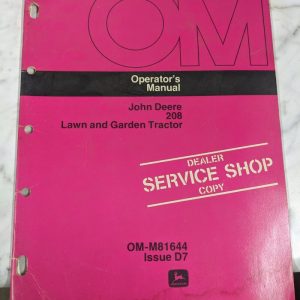 OM
Operator's
Manual
John Deere
208
Lawn and Garden Tractor
DEALER
SERVICE SHOP
COPY
OM-M81644
Issue D7